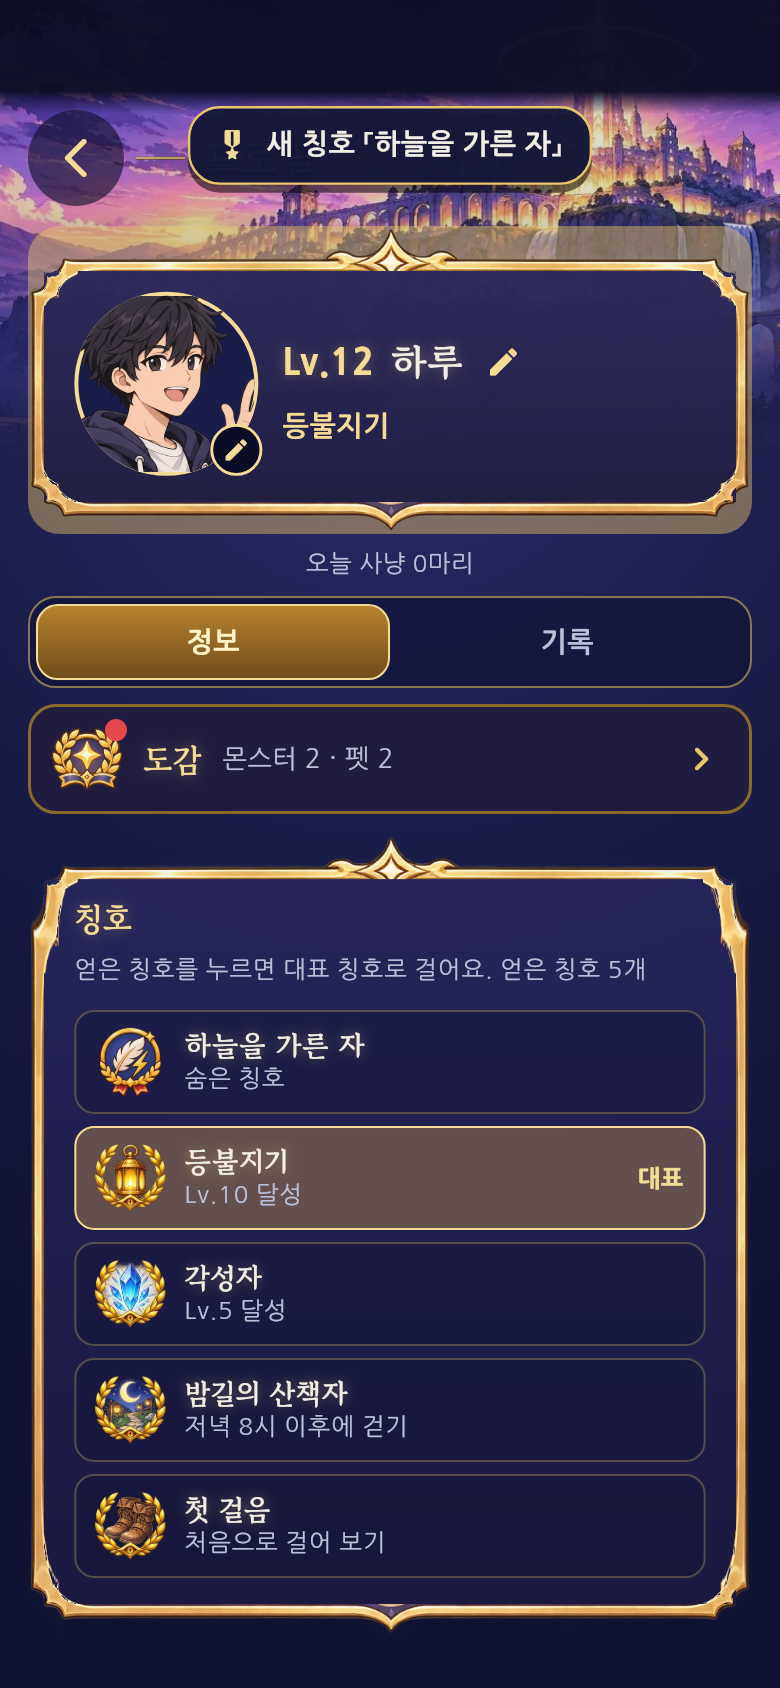 새 칭호 「하늘을 가른 자」
Lv.12 하루
등불지기
오늘 사냥 0마리
정보
기록
도감 몬스터 2 · 펫 2
칭호
얻은 칭호를 누르면 대표 칭호로 걸어요. 얻은 칭호 5개
하늘을 가른 자
숨은 칭호
등불지기
Lv.10 달성
대표
각성자
Lv.5 달성
밤길의 산책자
저녁 8시 이후에 걷기
첫 걸음
처음으로 걸어 보기